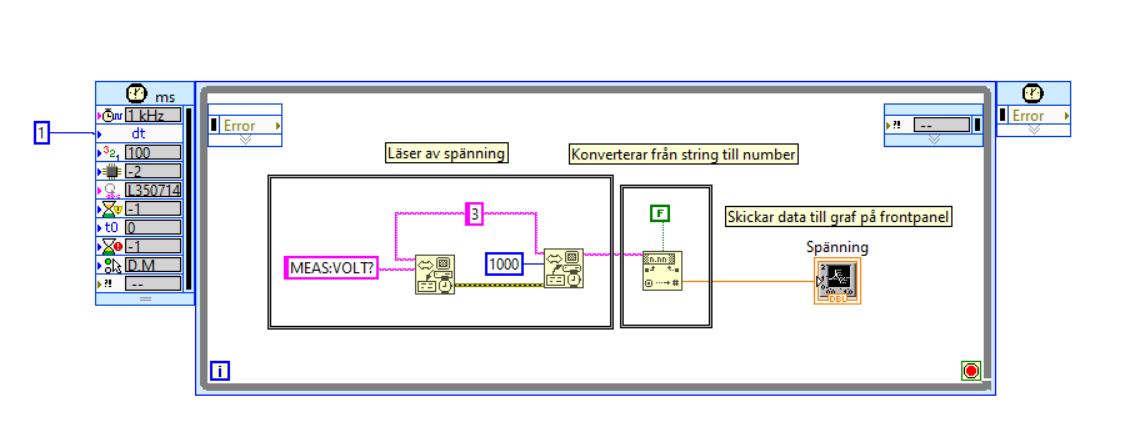 ms
1 kHz
1
dt
100
-2
L350714
-1
t0 0
-1
D.M
?! --
Error
?! --
Error
Läser av spänning
Konverterar från string till number
Skickar data till graf på frontpanel
3
MEAS:VOLT?
1000
F
n.nn
Spänning
DBL
i